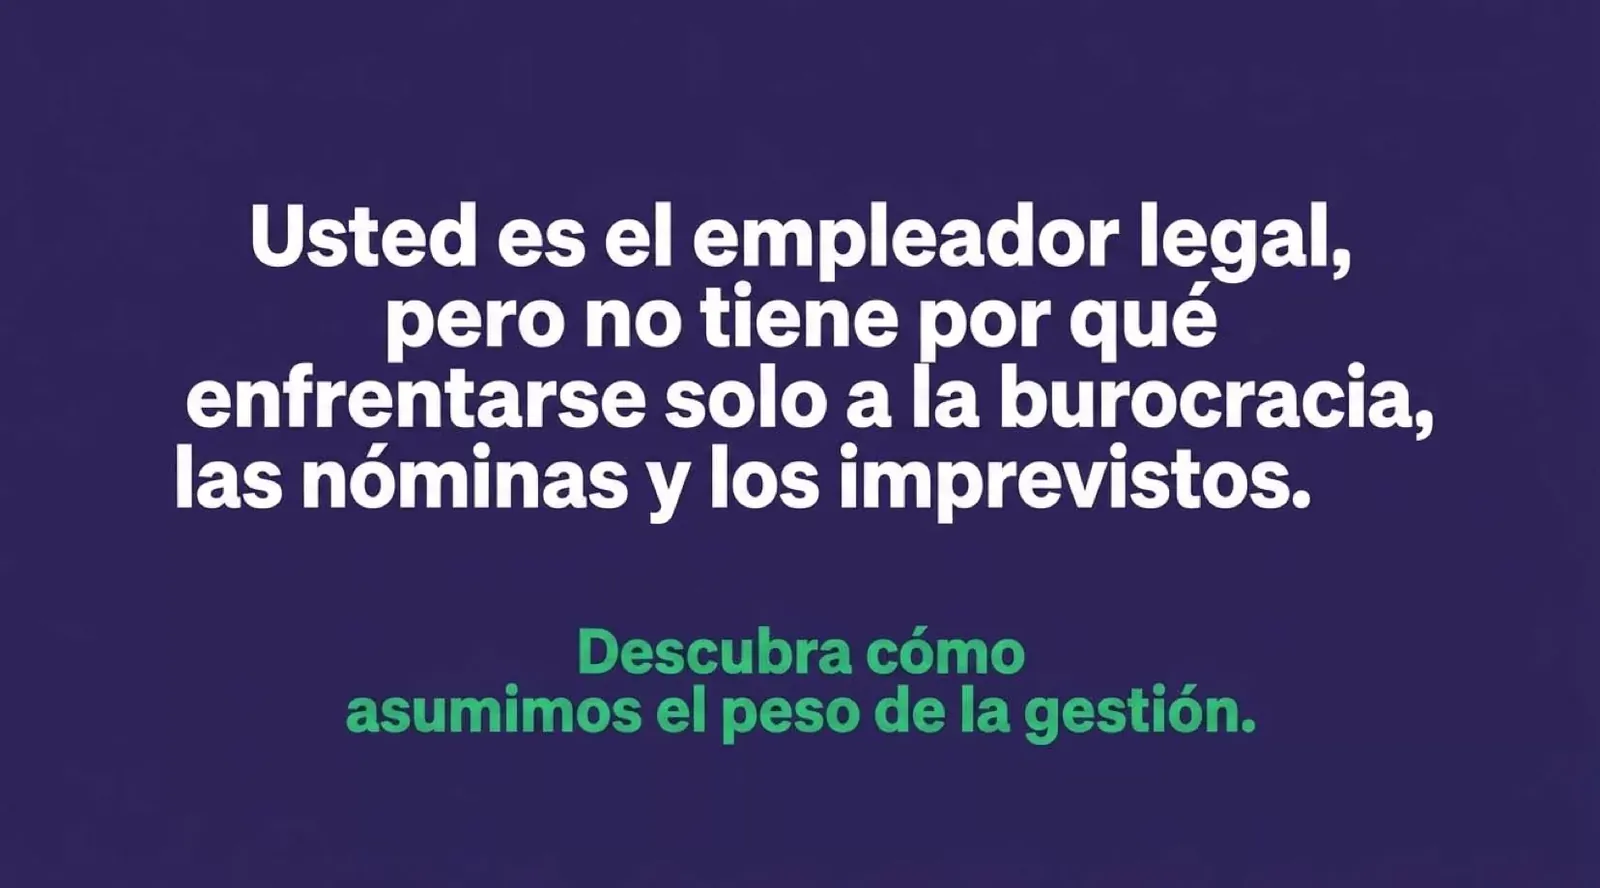 Usted es el empleador legal,
pero no tiene por qué
enfrentarse solo a la burocracia,
las nóminas y los imprevistos.
Descubra cómo
asumimos el peso de la gestión.